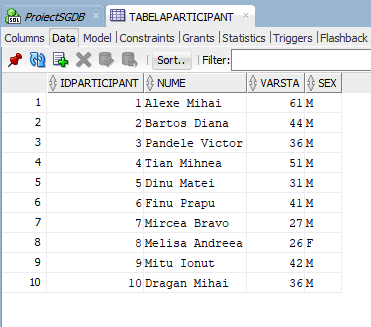 ProiectSGDB × TABELAPARTICIPANT ×
Columns Data Model Constraints Grants Statistics Triggers Flashback
Sort.. Filter:
IDPARTICIPANT NUME VARSTA SEX
1 1 Alexe Mihai 61 M
2 2 Bartos Diana 44 M
3 3 Pandele Victor 36 M
4 4 Tian Mihnea 51 M
5 5 Dinu Matei 31 M
6 6 Finu Prapu 41 M
7 7 Mircea Bravo 27 M
8 8 Melisa Andreea 26 F
9 9 Mitu Ionut 42 M
10 10 Dragan Mihai 36 M